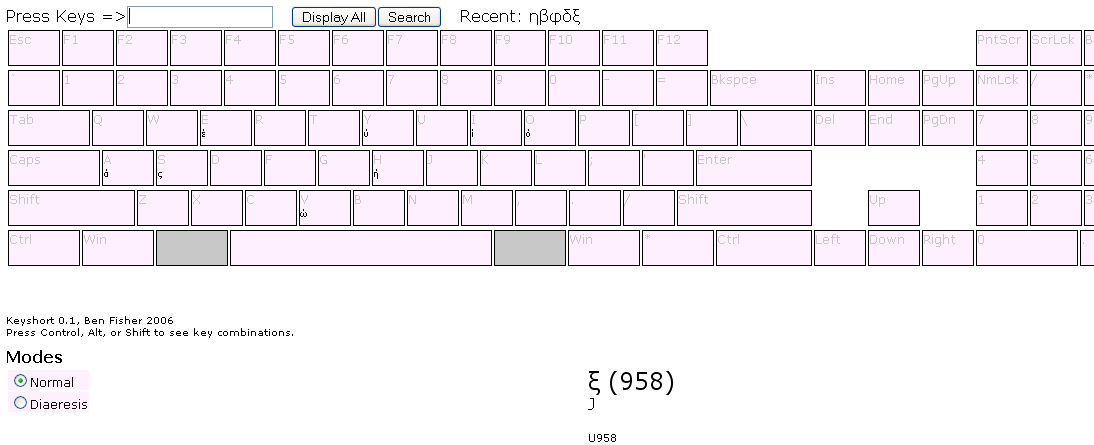 Press Keys => Display All Search Recent: ηβφδξ
Esc F1 F2 F3 F4 F5 F6 F7 F8 F9 F10 F11 F12 PntScr ScrLck B
1 2 3 4 5 6 7 8 9 0 - = Bkspce Ins Home PgUp NmLck / *
Tab Q W E R T Y U I O P [ ] \ Del End PgDn 7 8 9
έ ύ ί ό
Caps A S D F G H J K L ; ' Enter 4 5 6
ά ς ή
Shift Z X C V B N M , . / Shift Up 1 2 3
ώ
Ctrl Win Win * Ctrl Left Down Right 0 .
Keyshort 0.1, Ben Fisher 2006
Press Control, Alt, or Shift to see key combinations.
Modes
Normal
Diaeresis
ξ (958)
J
U958